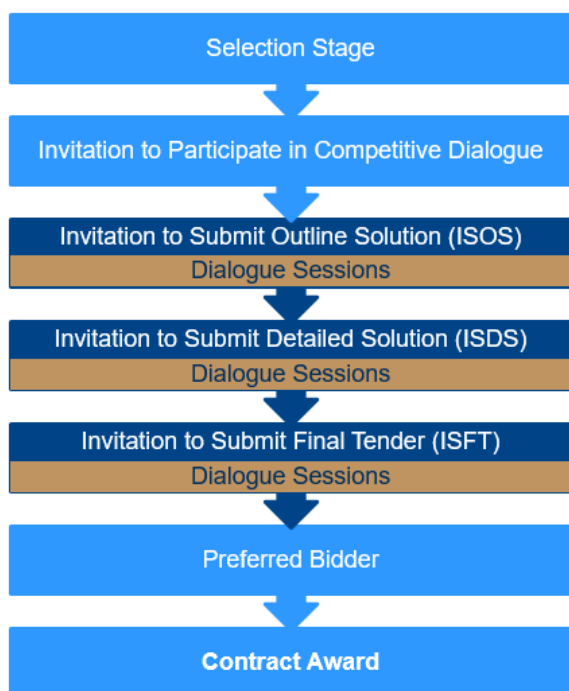 Selection Stage
Invitation to Participate in Competitive Dialogue
Invitation to Submit Outline Solution (ISOS)
Dialogue Sessions
Invitation to Submit Detailed Solution (ISDS)
Dialogue Sessions
Invitation to Submit Final Tender (ISFT)
Dialogue Sessions
Preferred Bidder
Contract Award